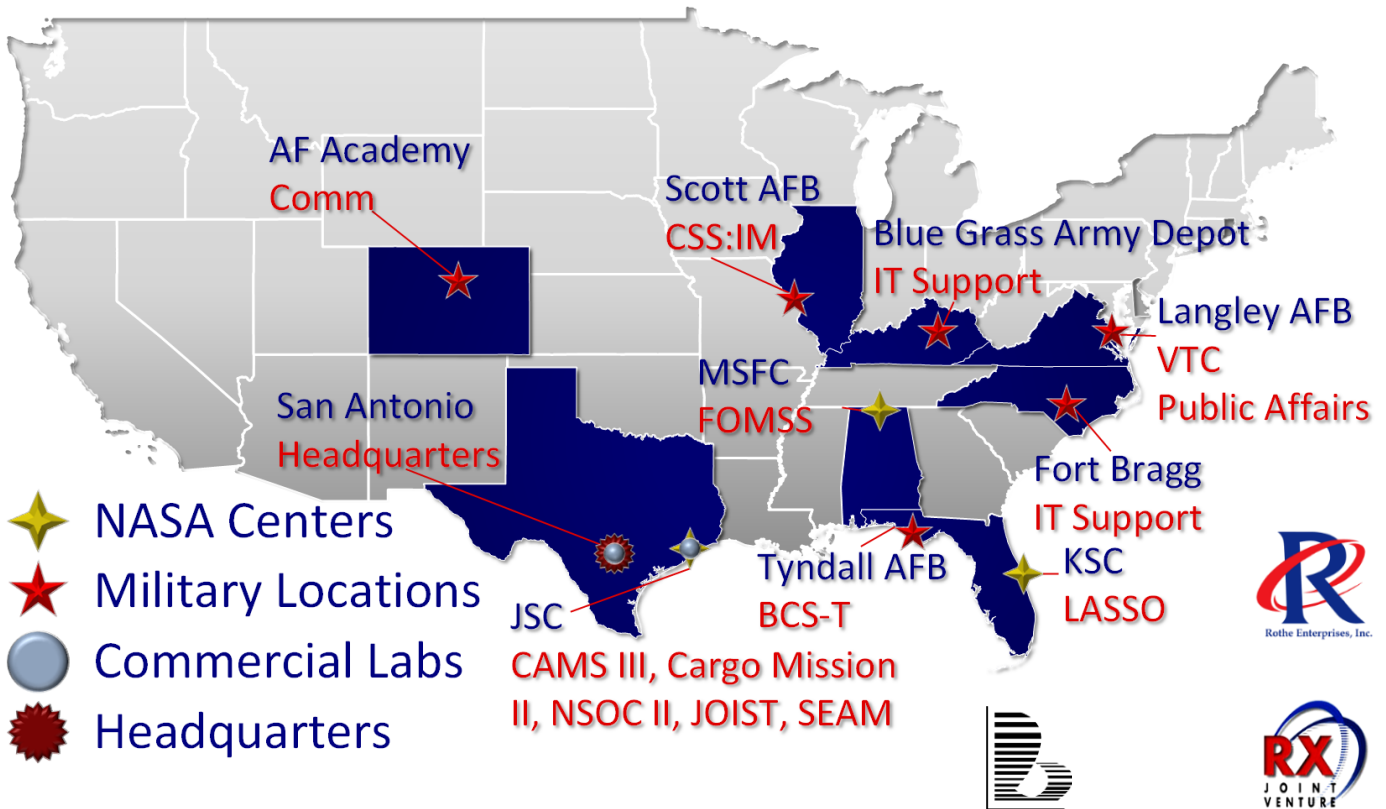 AF Academy
Comm
Scott AFB
CSS:IM
Blue Grass Army Depot
IT Support
Langley AFB
VTC
Public Affairs
MSFC
FOMSS
San Antonio
Headquarters
Fort Bragg
IT Support
Tyndall AFB
BCS-T
KSC
LASSO
JSC
CAMS III, Cargo Mission
II, NSOC II, JOIST, SEAM
NASA Centers
Military Locations
Commercial Labs
Headquarters
R
Rothe Enterprises, Inc.
RX
JOINT
VENTURE